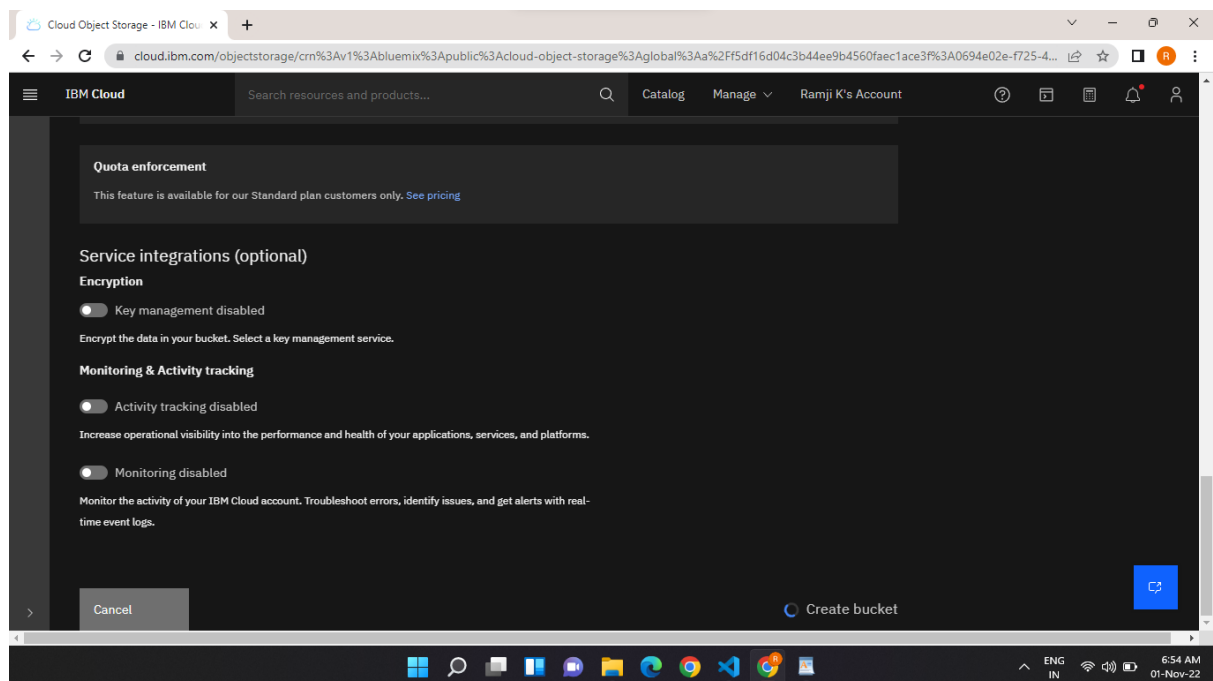 Cloud Object Storage - IBM Clou
cloud.ibm.com/objectstorage/crn%3Av1%3Abluemix%3Apublic%3Acloud-object-storage%3Aglobal%3Aa%2Ff5df16d04c3b44ee9b4560faec1ace3f%3A0694e02e-f725-4...
R
IBM Cloud
Search resources and products...
Catalog
Manage
Ramji K's Account
Quota enforcement
This feature is available for our Standard plan customers only. See pricing
Service integrations (optional)
Encryption
Key management disabled
Encrypt the data in your bucket. Select a key management service.
Monitoring & Activity tracking
Activity tracking disabled
Increase operational visibility into the performance and health of your applications, services, and platforms.
Monitoring disabled
Monitor the activity of your IBM Cloud account. Troubleshoot errors, identify issues, and get alerts with real-
time event logs.
Cancel
Create bucket
R
ENG
IN
6:54 AM
01-Nov-22